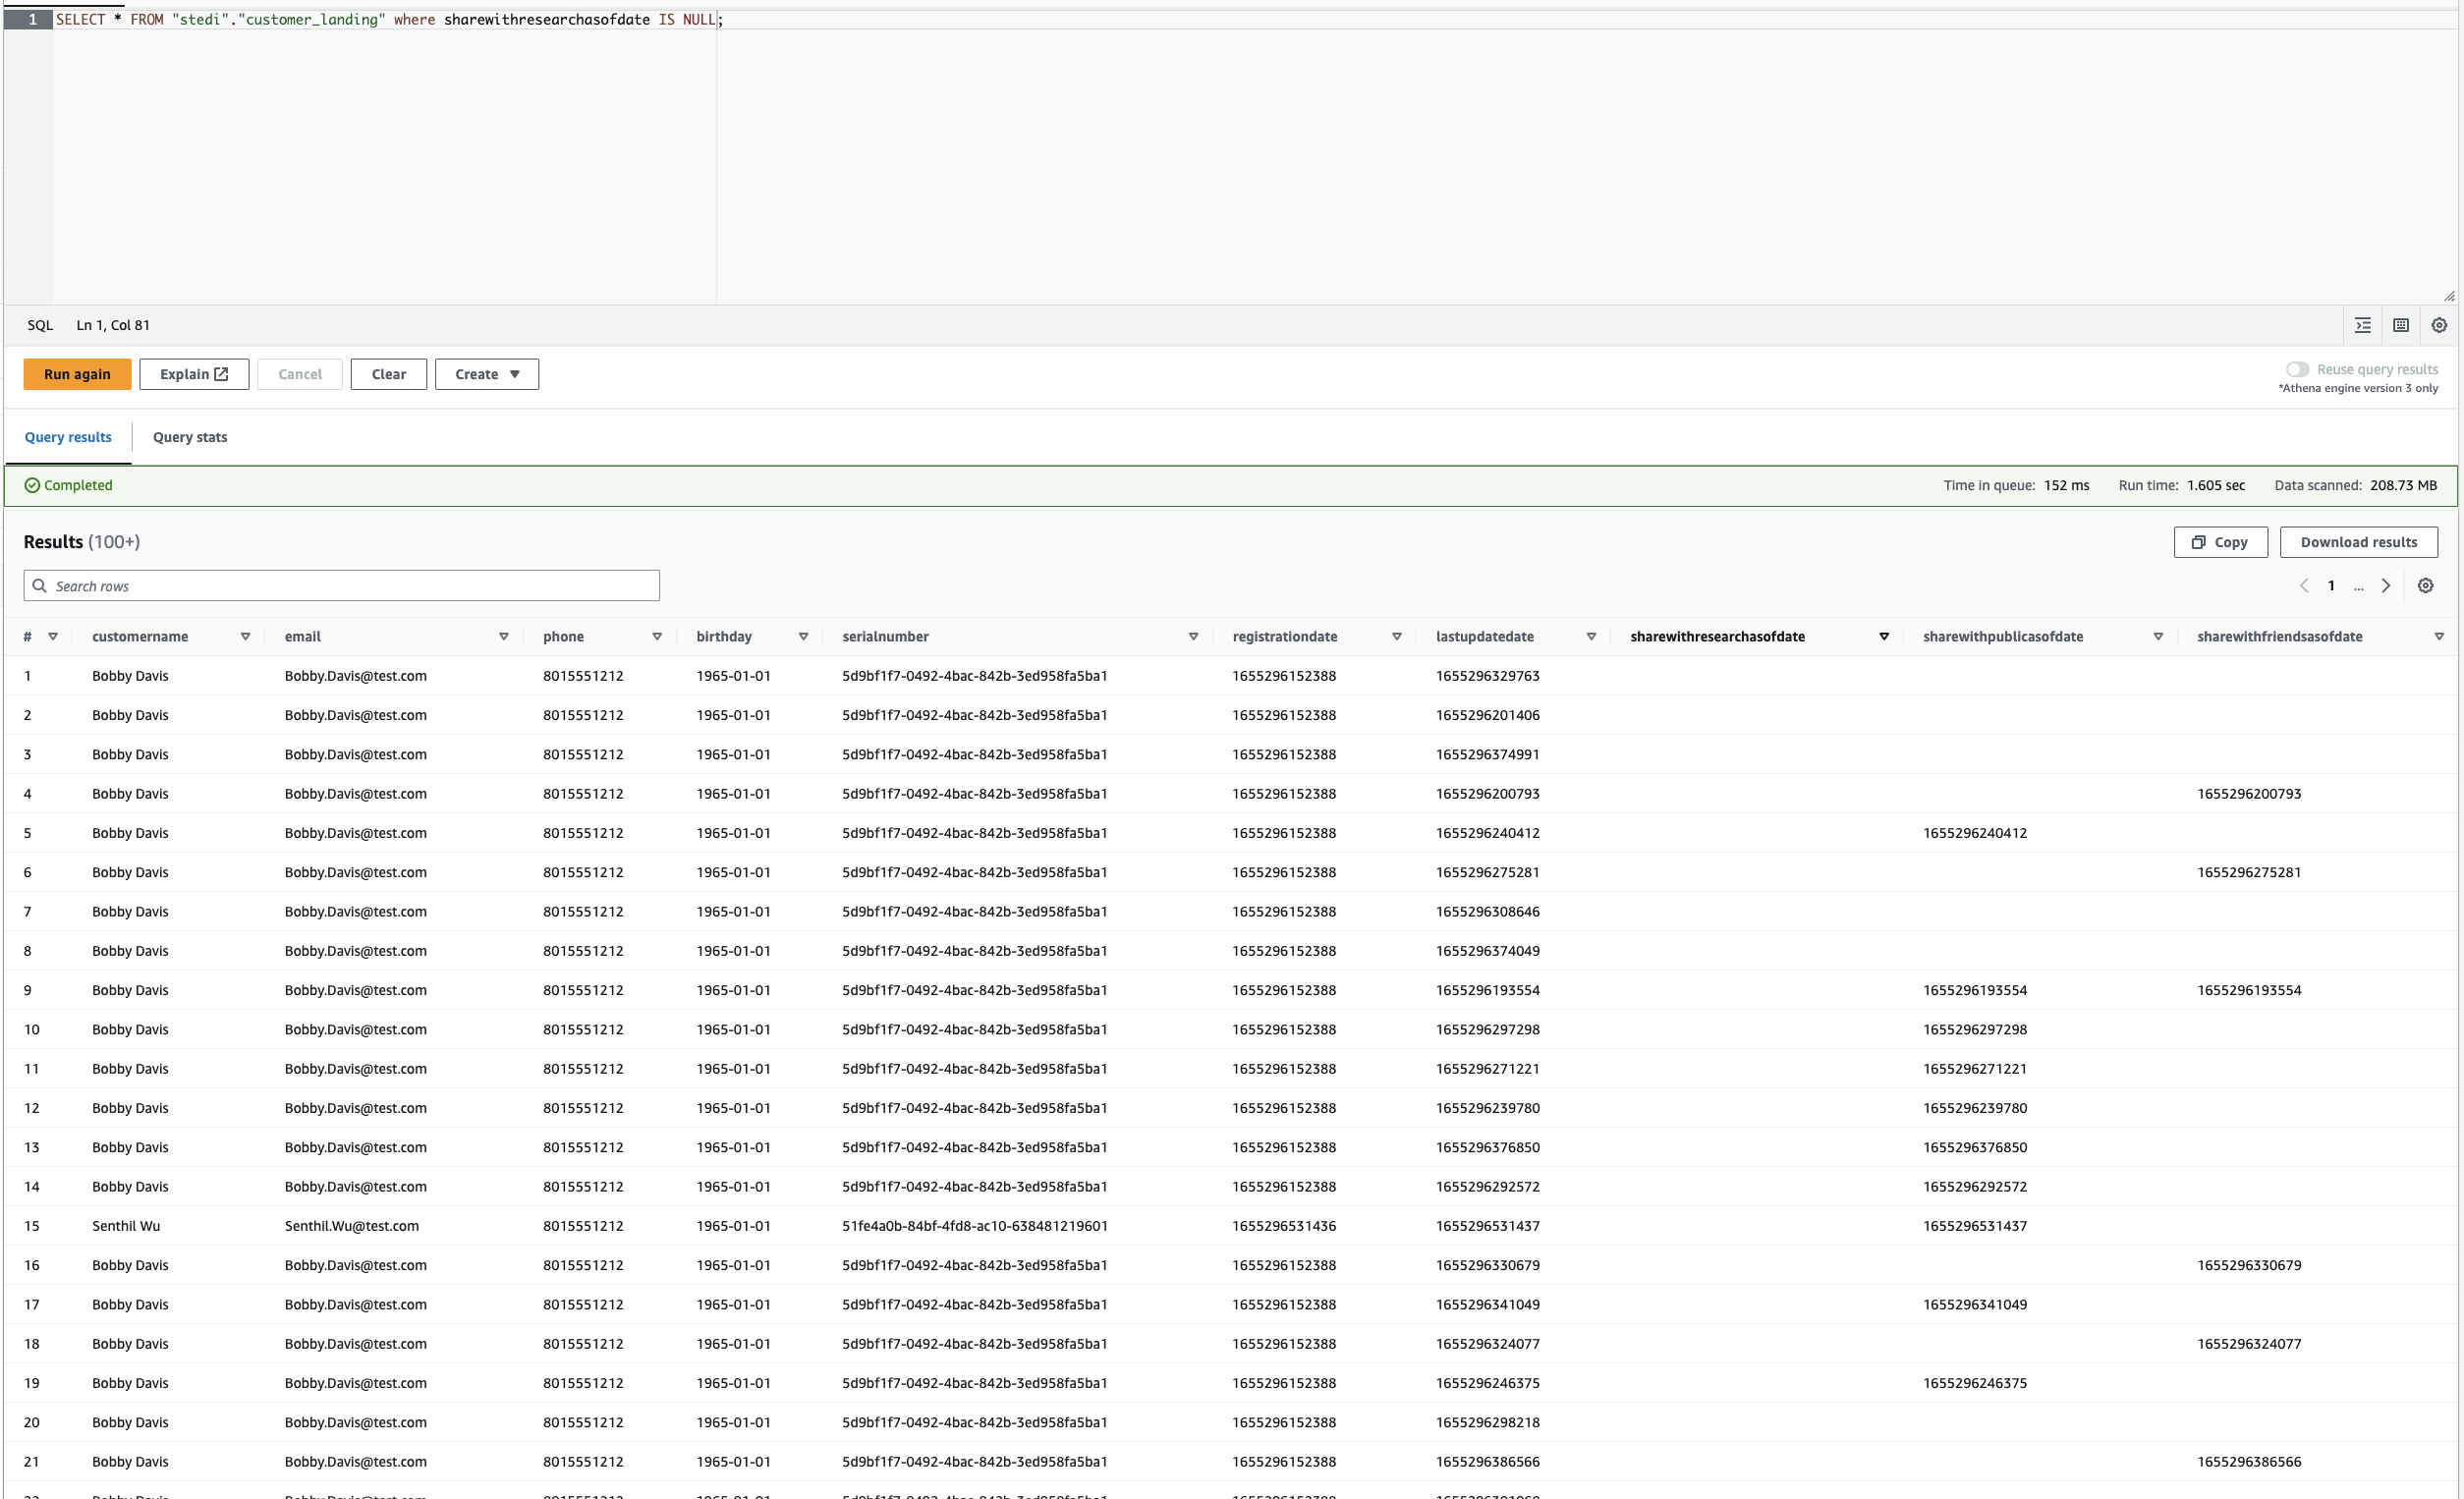 1 SELECT * FROM "stedi"."customer_landing" where sharewithresearchasofdate IS NULL;
SQL Ln 1, Col 81
Run again Explain Cancel Clear Create Reuse query results
*Athena engine version 3 only
Query results Query stats
Completed Time in queue: 152 ms Run time: 1.605 sec Data scanned: 208.73 MB
Results (100+) Copy Download results
Search rows 1 ...
# customername email phone birthday serialnumber registrationdate lastupdatedate sharewithresearchasofdate sharewithpublicasofdate sharewithfriendsasofdate
1 Bobby Davis Bobby.Davis@test.com 8015551212 1965-01-01 5d9bf1f7-0492-4bac-842b-3ed958fa5ba1 1655296152388 1655296329763
2 Bobby Davis Bobby.Davis@test.com 8015551212 1965-01-01 5d9bf1f7-0492-4bac-842b-3ed958fa5ba1 1655296152388 1655296201406
3 Bobby Davis Bobby.Davis@test.com 8015551212 1965-01-01 5d9bf1f7-0492-4bac-842b-3ed958fa5ba1 1655296152388 1655296374991
4 Bobby Davis Bobby.Davis@test.com 8015551212 1965-01-01 5d9bf1f7-0492-4bac-842b-3ed958fa5ba1 1655296152388 1655296200793 1655296200793
5 Bobby Davis Bobby.Davis@test.com 8015551212 1965-01-01 5d9bf1f7-0492-4bac-842b-3ed958fa5ba1 1655296152388 1655296240412 1655296240412
6 Bobby Davis Bobby.Davis@test.com 8015551212 1965-01-01 5d9bf1f7-0492-4bac-842b-3ed958fa5ba1 1655296152388 1655296275281 1655296275281
7 Bobby Davis Bobby.Davis@test.com 8015551212 1965-01-01 5d9bf1f7-0492-4bac-842b-3ed958fa5ba1 1655296152388 1655296308646
8 Bobby Davis Bobby.Davis@test.com 8015551212 1965-01-01 5d9bf1f7-0492-4bac-842b-3ed958fa5ba1 1655296152388 1655296374049
9 Bobby Davis Bobby.Davis@test.com 8015551212 1965-01-01 5d9bf1f7-0492-4bac-842b-3ed958fa5ba1 1655296152388 1655296193554 1655296193554 1655296193554
10 Bobby Davis Bobby.Davis@test.com 8015551212 1965-01-01 5d9bf1f7-0492-4bac-842b-3ed958fa5ba1 1655296152388 1655296297298 1655296297298
11 Bobby Davis Bobby.Davis@test.com 8015551212 1965-01-01 5d9bf1f7-0492-4bac-842b-3ed958fa5ba1 1655296152388 1655296271221 1655296271221
12 Bobby Davis Bobby.Davis@test.com 8015551212 1965-01-01 5d9bf1f7-0492-4bac-842b-3ed958fa5ba1 1655296152388 1655296239780 1655296239780
13 Bobby Davis Bobby.Davis@test.com 8015551212 1965-01-01 5d9bf1f7-0492-4bac-842b-3ed958fa5ba1 1655296152388 1655296376850 1655296376850
14 Bobby Davis Bobby.Davis@test.com 8015551212 1965-01-01 5d9bf1f7-0492-4bac-842b-3ed958fa5ba1 1655296152388 1655296292572 1655296292572
15 Senthil Wu Senthil.Wu@test.com 8015551212 1965-01-01 51fe4a0b-84bf-4fd8-ac10-638481219601 1655296531436 1655296531437 1655296531437
16 Bobby Davis Bobby.Davis@test.com 8015551212 1965-01-01 5d9bf1f7-0492-4bac-842b-3ed958fa5ba1 1655296152388 1655296330679 1655296330679
17 Bobby Davis Bobby.Davis@test.com 8015551212 1965-01-01 5d9bf1f7-0492-4bac-842b-3ed958fa5ba1 1655296152388 1655296341049 1655296341049
18 Bobby Davis Bobby.Davis@test.com 8015551212 1965-01-01 5d9bf1f7-0492-4bac-842b-3ed958fa5ba1 1655296152388 1655296324077 1655296324077
19 Bobby Davis Bobby.Davis@test.com 8015551212 1965-01-01 5d9bf1f7-0492-4bac-842b-3ed958fa5ba1 1655296152388 1655296246375 1655296246375
20 Bobby Davis Bobby.Davis@test.com 8015551212 1965-01-01 5d9bf1f7-0492-4bac-842b-3ed958fa5ba1 1655296152388 1655296298218
21 Bobby Davis Bobby.Davis@test.com 8015551212 1965-01-01 5d9bf1f7-0492-4bac-842b-3ed958fa5ba1 1655296152388 1655296386566 1655296386566